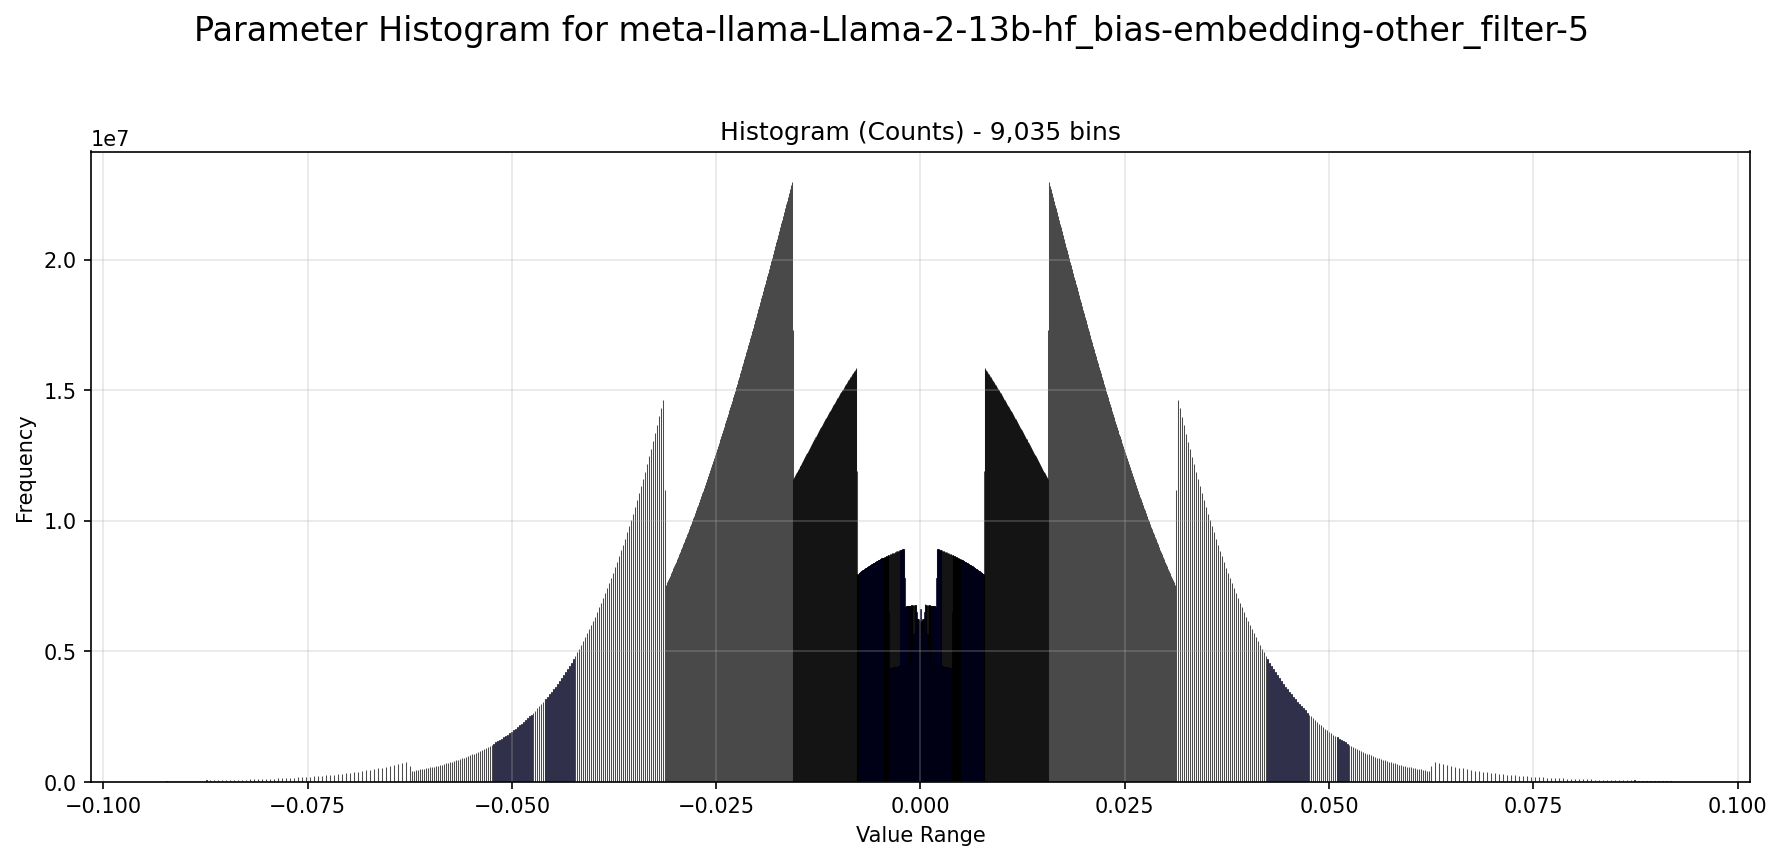 Parameter Histogram for meta-llama-Llama-2-13b-hf_bias-embedding-other_filter-5
Histogram (Counts) - 9,035 bins
1e7
2.0
1.5
1.0
0.5
0.0
Frequency
−0.100 −0.075 −0.050 −0.025 0.000 0.025 0.050 0.075 0.100
Value Range